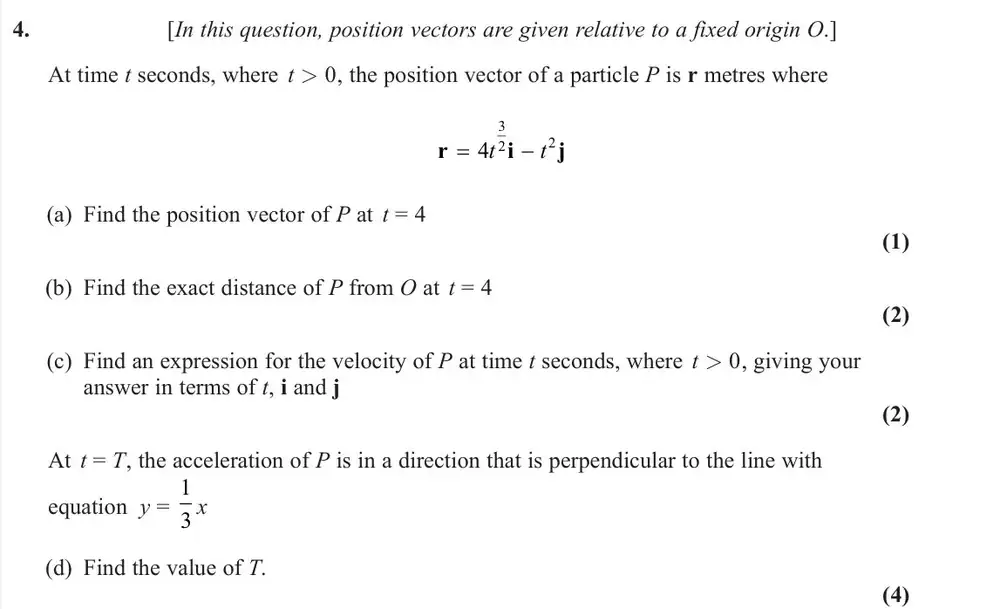 4. [In this question, position vectors are given relative to a fixed origin O.]
At time t seconds, where t > 0, the position vector of a particle P is r metres where
r = 4t^{3/2}i − t²j
(a) Find the position vector of P at t = 4
(1)
(b) Find the exact distance of P from O at t = 4
(2)
(c) Find an expression for the velocity of P at time t seconds, where t > 0, giving your
answer in terms of t, i and j
(2)
At t = T, the acceleration of P is in a direction that is perpendicular to the line with
equation y = 1/3 x
(d) Find the value of T.
(4)